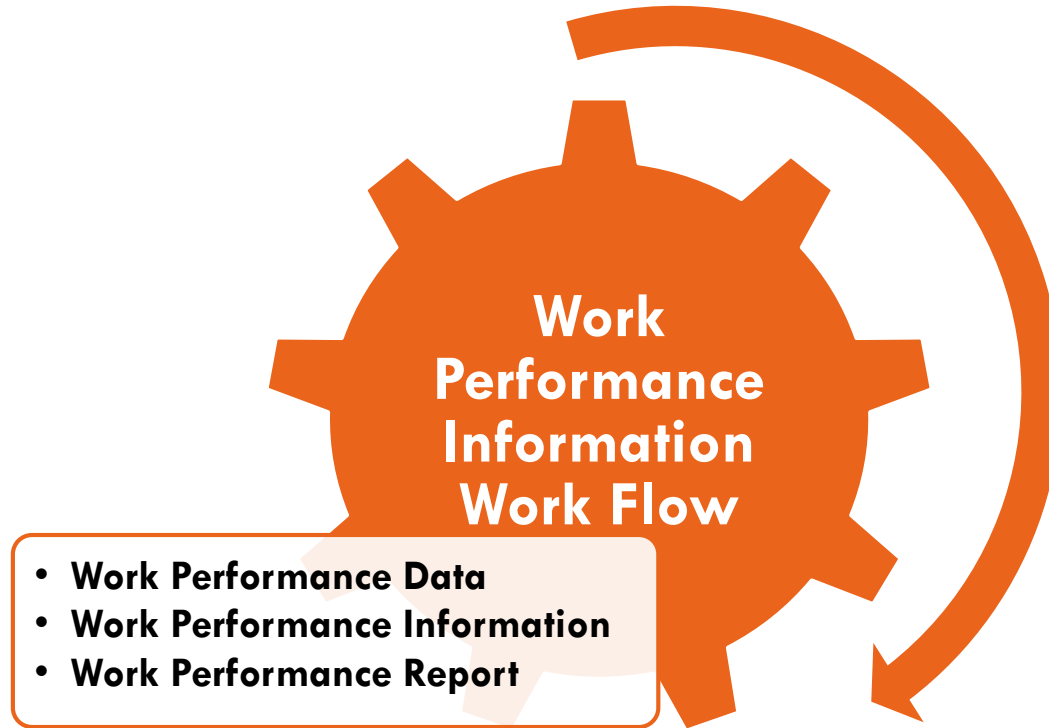 Work
Performance
Information
Work Flow
• Work Performance Data
• Work Performance Information
• Work Performance Report